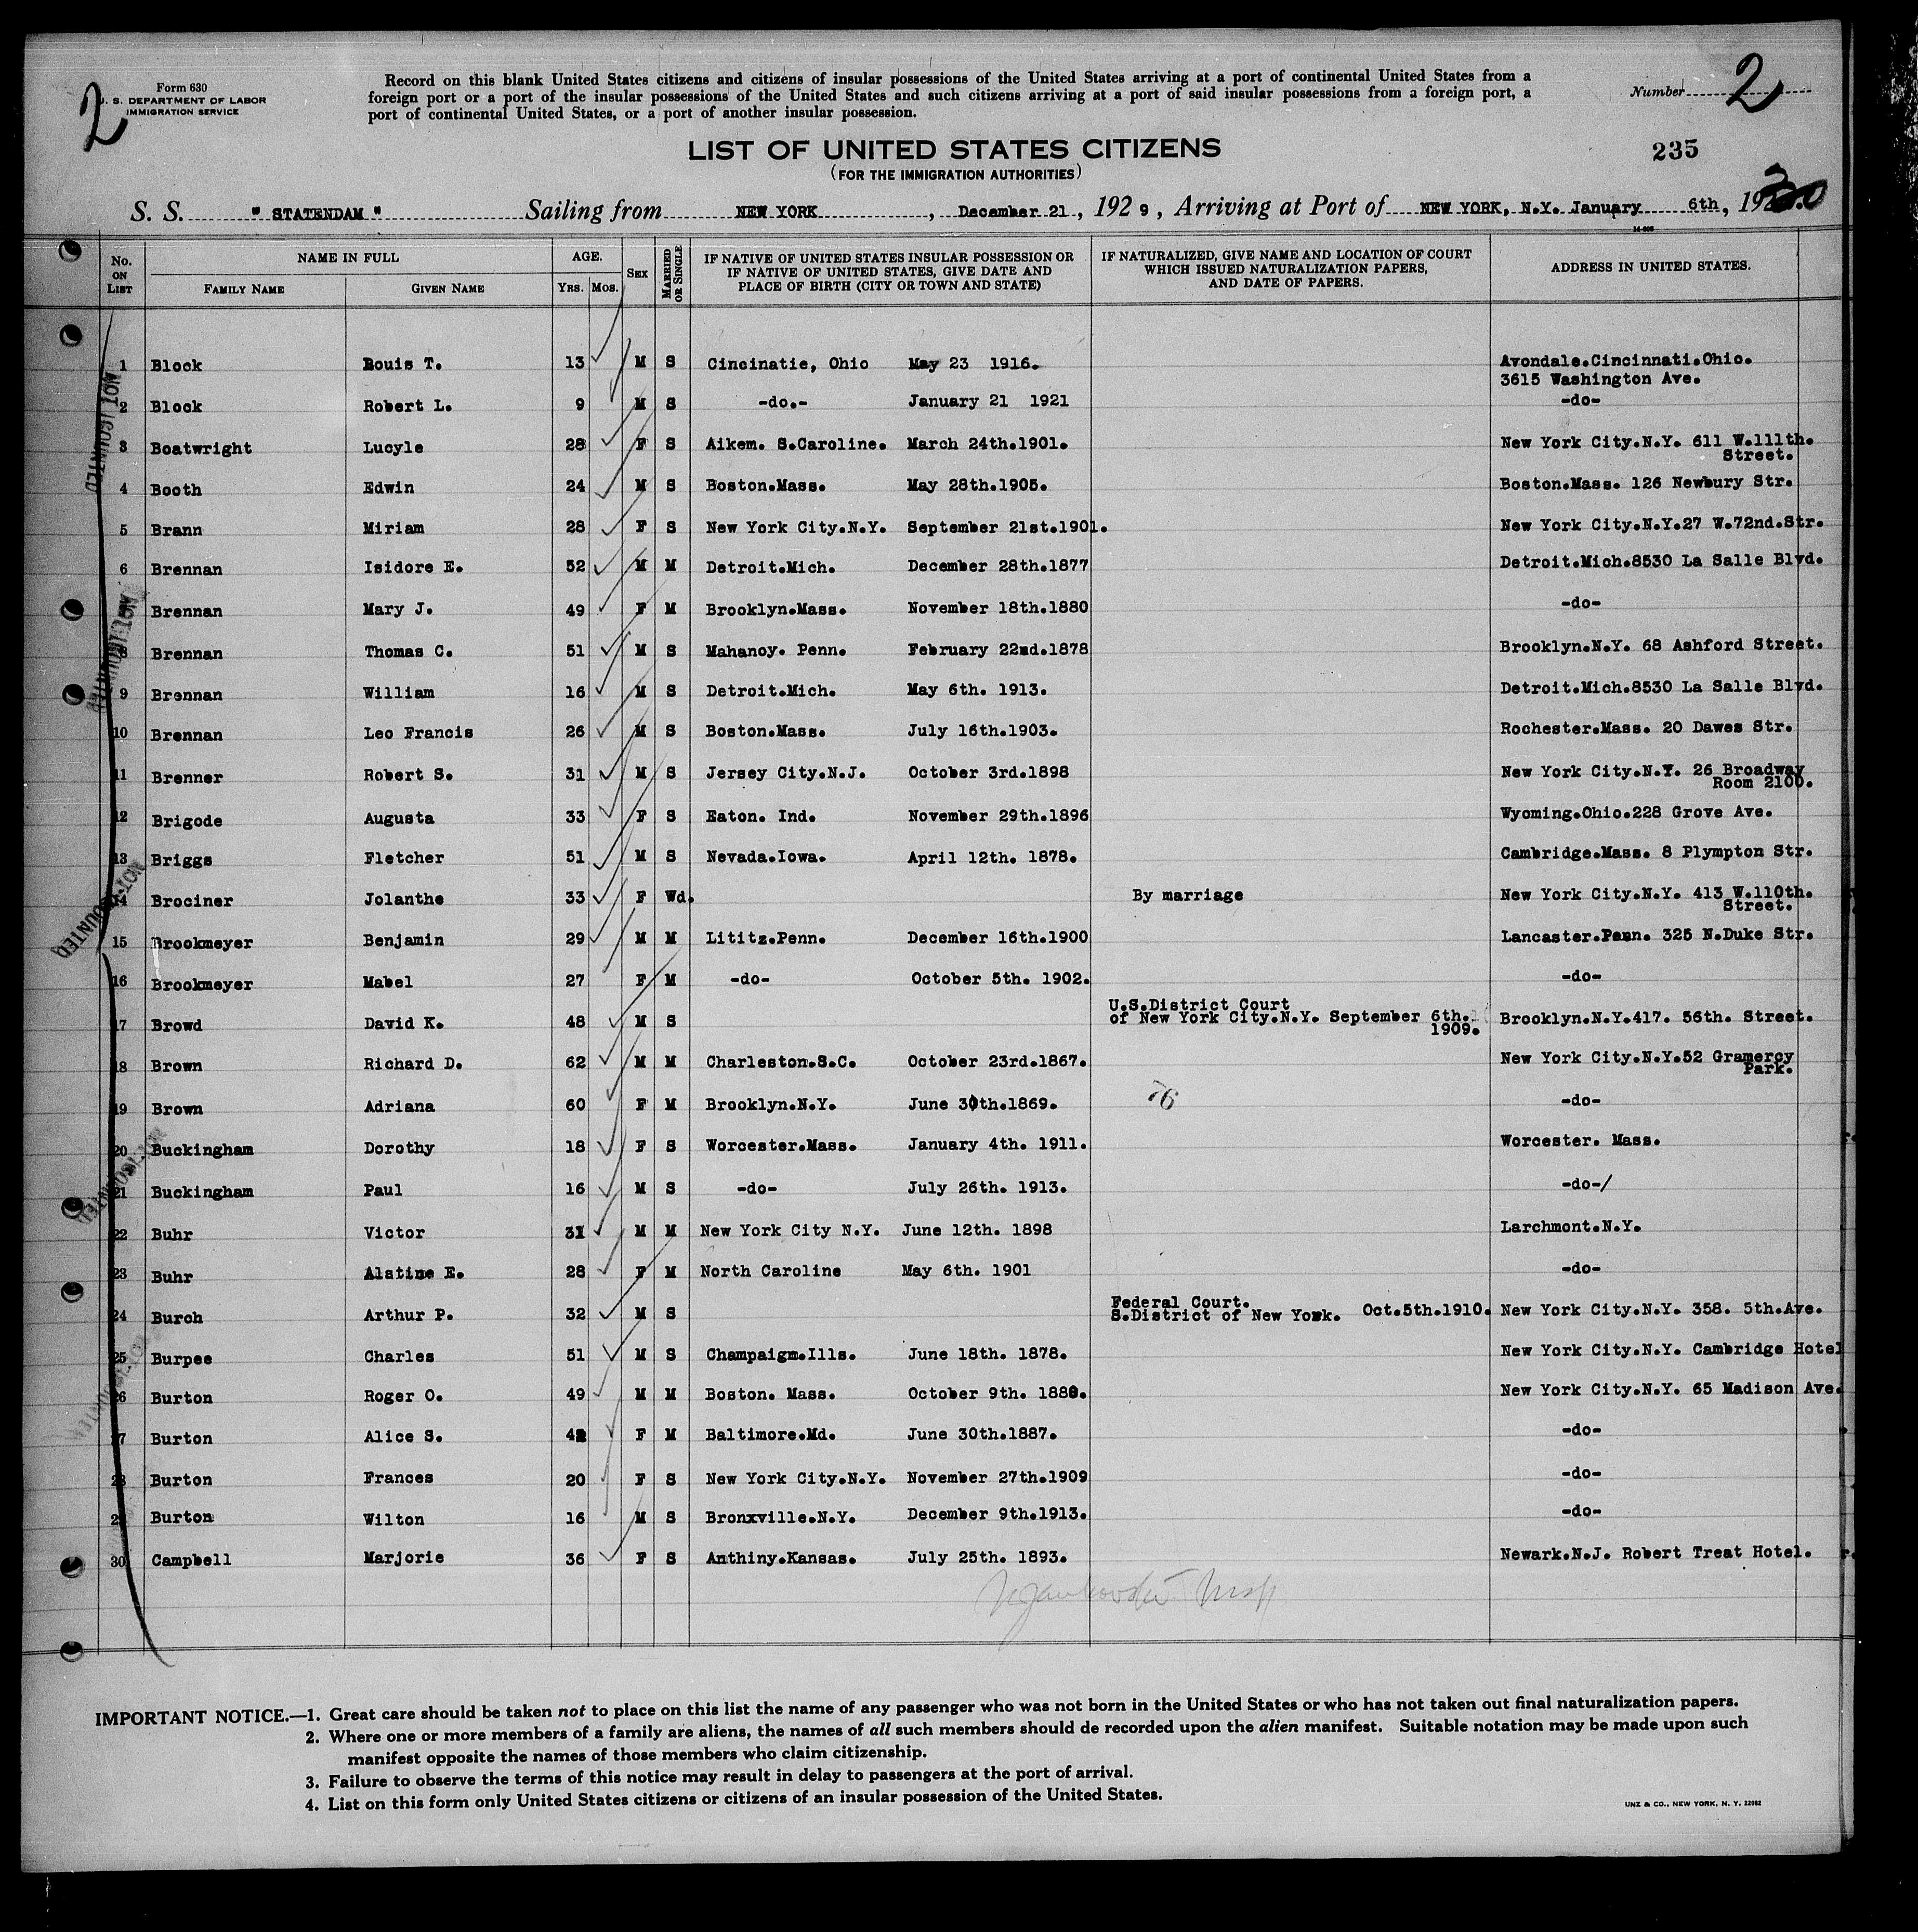 2
Form 630
U. S. DEPARTMENT OF LABOR
IMMIGRATION SERVICE
Record on this blank United States citizens and citizens of insular possessions of the United States arriving at a port of continental United States from a
foreign port or a port of the insular possessions of the United States and such citizens arriving at a port of said insular possessions from a foreign port, a
port of continental United States, or a port of another insular possession.
Number 2
LIST OF UNITED STATES CITIZENS
(FOR THE IMMIGRATION AUTHORITIES)
235
S. S. " STATENDAM " Sailing from NEW YORK , December 21 , 192 9 , Arriving at Port of NEW YORK, N.Y. January 6th, 1930
No. ON LIST NAME IN FULL FAMILY NAME GIVEN NAME AGE. YRS. MOS. SEX MARRIED OR SINGLE IF NATIVE OF UNITED STATES INSULAR POSSESSION OR IF NATIVE OF UNITED STATES, GIVE DATE AND PLACE OF BIRTH (CITY OR TOWN AND STATE) IF NATURALIZED, GIVE NAME AND LOCATION OF COURT WHICH ISSUED NATURALIZATION PAPERS, AND DATE OF PAPERS. ADDRESS IN UNITED STATES.
1 Block Louis T. 13 M S Cincinatie, Ohio May 23 1916. Avondale.Cincinnati.Ohio.
3615 Washington Ave.
2 Block Robert L. 9 M S -do.- January 21 1921 -do-
3 Boatwright Lucyle 28 F S Aikem. S.Caroline. March 24th.1901. New York City.N.Y. 611 W.111th.
Street.
4 Booth Edwin 24 M S Boston.Mass. May 28th.1905. Boston.Mass. 126 Newbury Str.
5 Brann Miriam 28 F S New York City.N.Y. September 21st.1901. New York City.N.Y.27 W.72nd.Str.
6 Brennan Isidore E. 52 M M Detroit.Mich. December 28th.1877 Detroit.Mich.8530 La Salle Blvd.
Brennan Mary J. 49 F M Brooklyn.Mass. November 18th.1880 -do-
8 Brennan Thomas C. 51 M S Mahanoy. Penn. February 22nd.1878 Brooklyn.N.Y. 68 Ashford Street.
9 Brennan William 16 M S Detroit.Mich. May 6th. 1913. Detroit.Mich.8530 La Salle Blvd.
10 Brennan Leo Francis 26 M S Boston.Mass. July 16th.1903. Rochester.Mass. 20 Dawes Str.
11 Brenner Robert S. 31 M S Jersey City.N.J. October 3rd.1898 New York City.N.Y. 26 Broadway
Room 2100.
12 Brigode Augusta 33 F S Eaton. Ind. November 29th.1896 Wyoming.Ohio.228 Grove Ave.
13 Briggs Fletcher 51 M S Nevada.Iowa. April 12th. 1878. Cambridge.Mass. 8 Plympton Str.
14 Brociner Jolanthe 33 F Wd. By marriage New York City.N.Y. 413 W.110th.
Street.
15 Brookmeyer Benjamin 29 M M Lititz.Penn. December 16th.1900 Lancaster.Penn. 325 N.Duke Str.
16 Brookmeyer Mabel 27 F M -do- October 5th. 1902. -do-
17 Browd David K. 48 M S U.S.District Court
of New York City.N.Y. September 6th. 1909. Brooklyn.N.Y.417. 56th. Street.
18 Brown Richard D. 62 M M Charleston.S.C. October 23rd.1867. New York City.N.Y.52 Gramercy
Park.
19 Brown Adriana 60 F M Brooklyn.N.Y. June 30th.1869. 76 -do-
20 Buckingham Dorothy 18 F S Worcester.Mass. January 4th. 1911. Worcester. Mass.
21 Buckingham Paul 16 M S -do- July 26th. 1913. -do-/
22 Buhr Victor 31 M M New York City N.Y. June 12th. 1898 Larchmont.N.Y.
23 Buhr Alatine E. 28 F M North Caroline May 6th. 1901 -do-
24 Burch Arthur P. 32 M S Federal Court.
S.District of New York. Oct.5th.1910. New York City.N.Y. 358. 5th.Ave.
25 Burpee Charles 51 M S Champaign.Ills. June 18th. 1878. New York City.N.Y. Cambridge Hotel
26 Burton Roger O. 49 M M Boston. Mass. October 9th. 1880. New York City.N.Y. 65 Madison Ave.
27 Burton Alice S. 42 F M Baltimore.Md. June 30th.1887. -do-
28 Burton Frances 20 F S New York City.N.Y. November 27th.1909 -do-
29 Burton Wilton 16 M S Bronxville.N.Y. December 9th.1913. -do-
30 Campbell Marjorie 36 F S Anthiny.Kansas. July 25th. 1893. Newark.N.J. Robert Treat Hotel.
NOT COUNTED
NOT COUNTED
NOT COUNTED
NOT COUNTED
NOT COUNTED
IMPORTANT NOTICE.—1. Great care should be taken not to place on this list the name of any passenger who was not born in the United States or who has not taken out final naturalization papers.
2. Where one or more members of a family are aliens, the names of all such members should de recorded upon the alien manifest. Suitable notation may be made upon such
manifest opposite the names of those members who claim citizenship.
3. Failure to observe the terms of this notice may result in delay to passengers at the port of arrival.
4. List on this form only United States citizens or citizens of an insular possession of the United States.
UNZ & CO., NEW YORK, N. Y. 22082